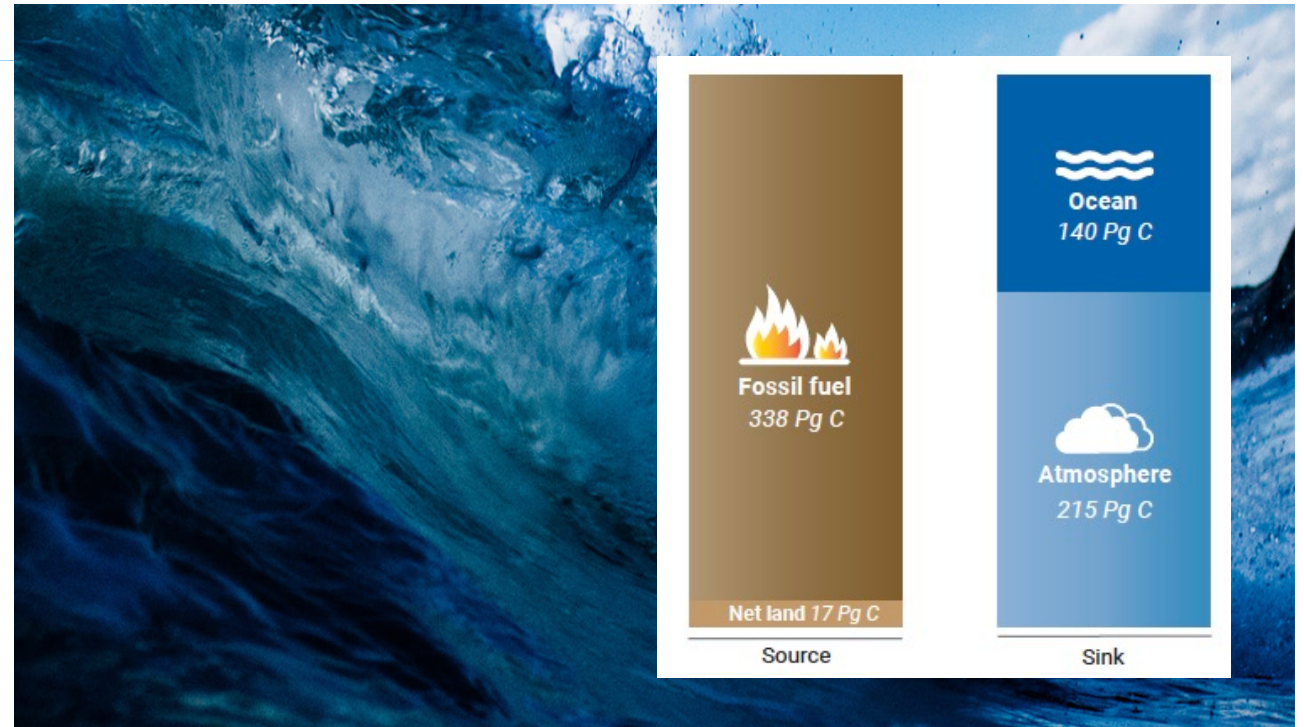 Fossil fuel
338 Pg C
Net land 17 Pg C
Source
Ocean
140 Pg C
Atmosphere
215 Pg C
Sink